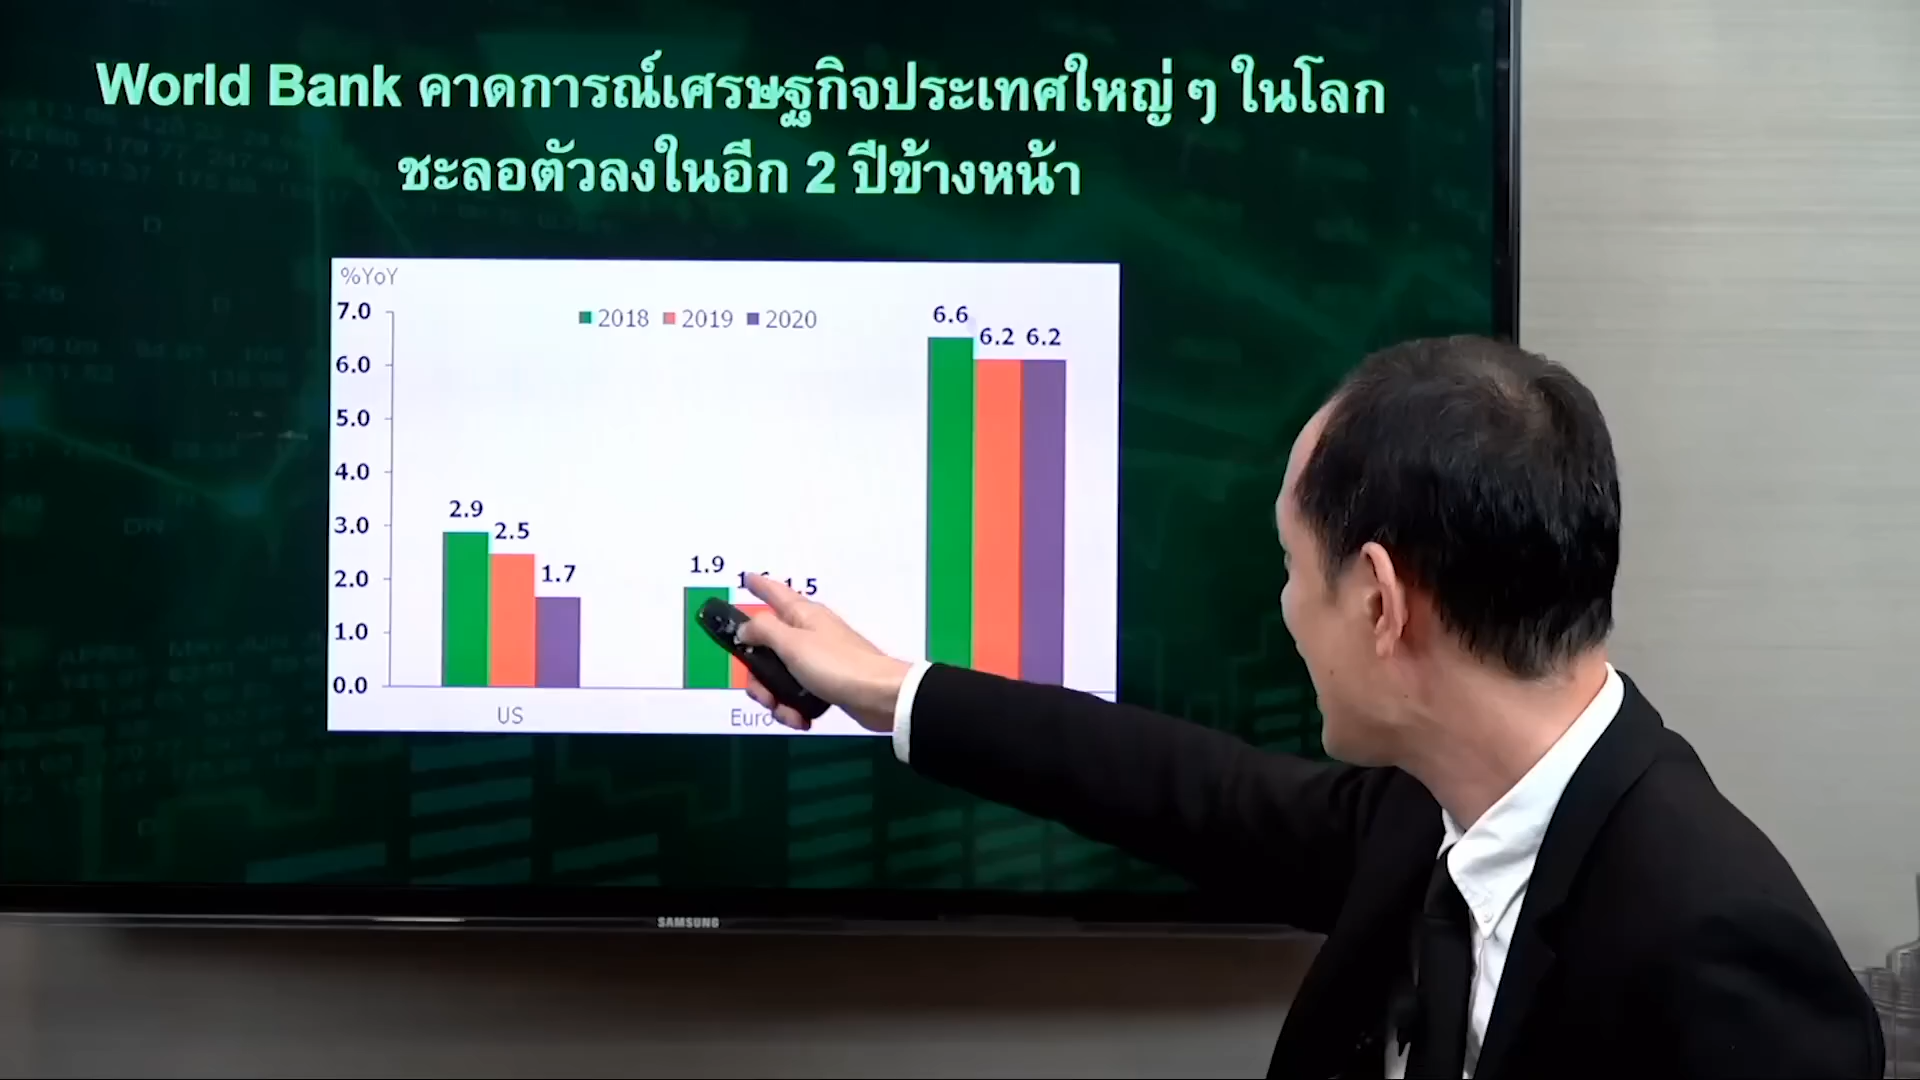 World Bank คาดการณ์เศรษฐกิจประเทศใหญ่ ๆ ในโลก
ชะลอตัวลงในอีก 2 ปีข้างหน้า
%YoY
2018 2019 2020
7.0
6.0
5.0
4.0
3.0
2.0
1.0
0.0
2.9 2.5 1.7
1.9 1.5
6.6 6.2 6.2
US
SAMSUNG